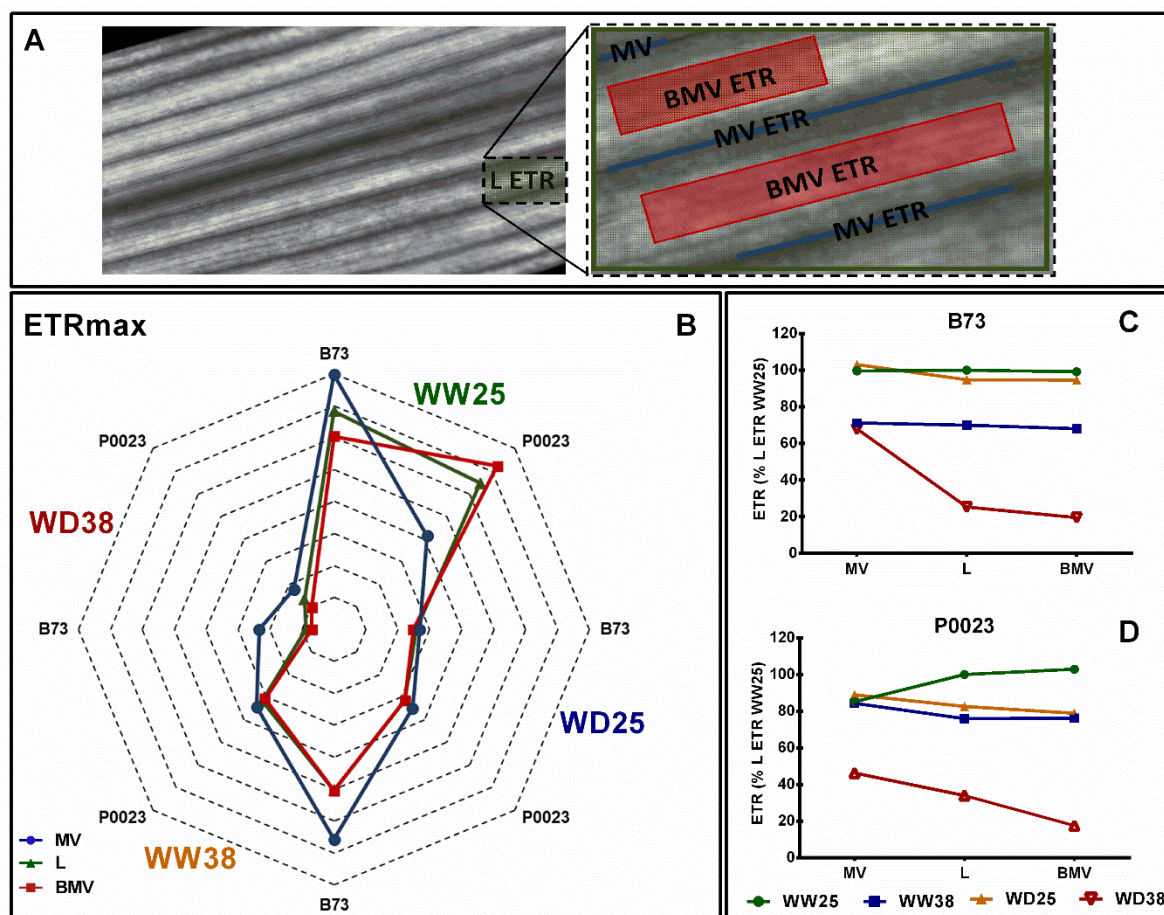 A
L ETR
MV
BMV ETR
MV ETR
BMV ETR
MV ETR
ETRmax
B
B73
WW25
P0023
P0023
WD38
B73
B73
WD25
P0023
P0023
WW38
B73
MV
L
BMV
B73
C
120
100
80
60
40
20
0
ETR (% L ETR WW25)
MV L BMV
P0023
D
120
100
80
60
40
20
0
ETR (% L ETR WW25)
MV L BMV
WW25 WW38 WD25 WD38